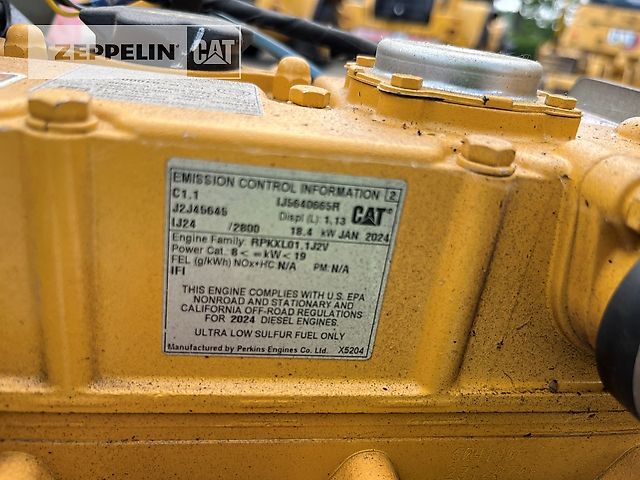 ZEPPELIN CAT
EMISSION CONTROL INFORMATION 2
C1.1 IJ5640665R
J2J45645 Displ (L): 1.13 CAT
IJ24 /2800 18.4 kW JAN: 2024
Engine Family: RPKXL01.1J2V
Power Cat. 8 < =kW < 19
FEL (g/kWh) NOx+HC N/A PM: N/A
IFI
THIS ENGINE COMPLIES WITH U.S. EPA
NONROAD AND STATIONARY AND
CALIFORNIA OFF-ROAD REGULATIONS
FOR 2024 DIESEL ENGINES.
ULTRA LOW SULFUR FUEL ONLY
Manufactured by Perkins Engines Co. Ltd. X5204